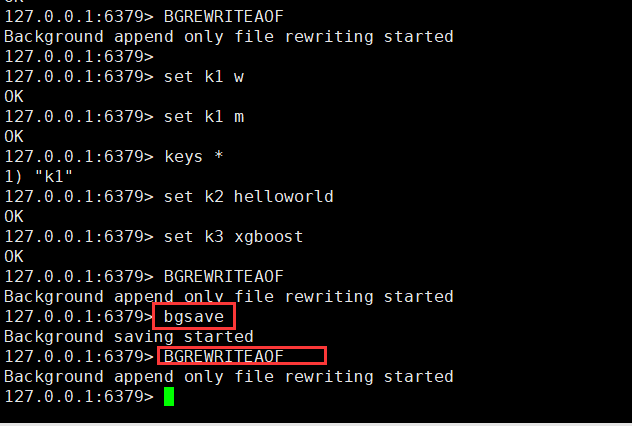 OK
127.0.0.1:6379> BGREWRITEAOF
Background append only file rewriting started
127.0.0.1:6379>
127.0.0.1:6379> set k1 w
OK
127.0.0.1:6379> set k1 m
OK
127.0.0.1:6379> keys *
1) "k1"
127.0.0.1:6379> set k2 helloworld
OK
127.0.0.1:6379> set k3 xgboost
OK
127.0.0.1:6379> BGREWRITEAOF
Background append only file rewriting started
127.0.0.1:6379> bgsave
Background saving started
127.0.0.1:6379> BGREWRITEAOF
Background append only file rewriting started
127.0.0.1:6379>